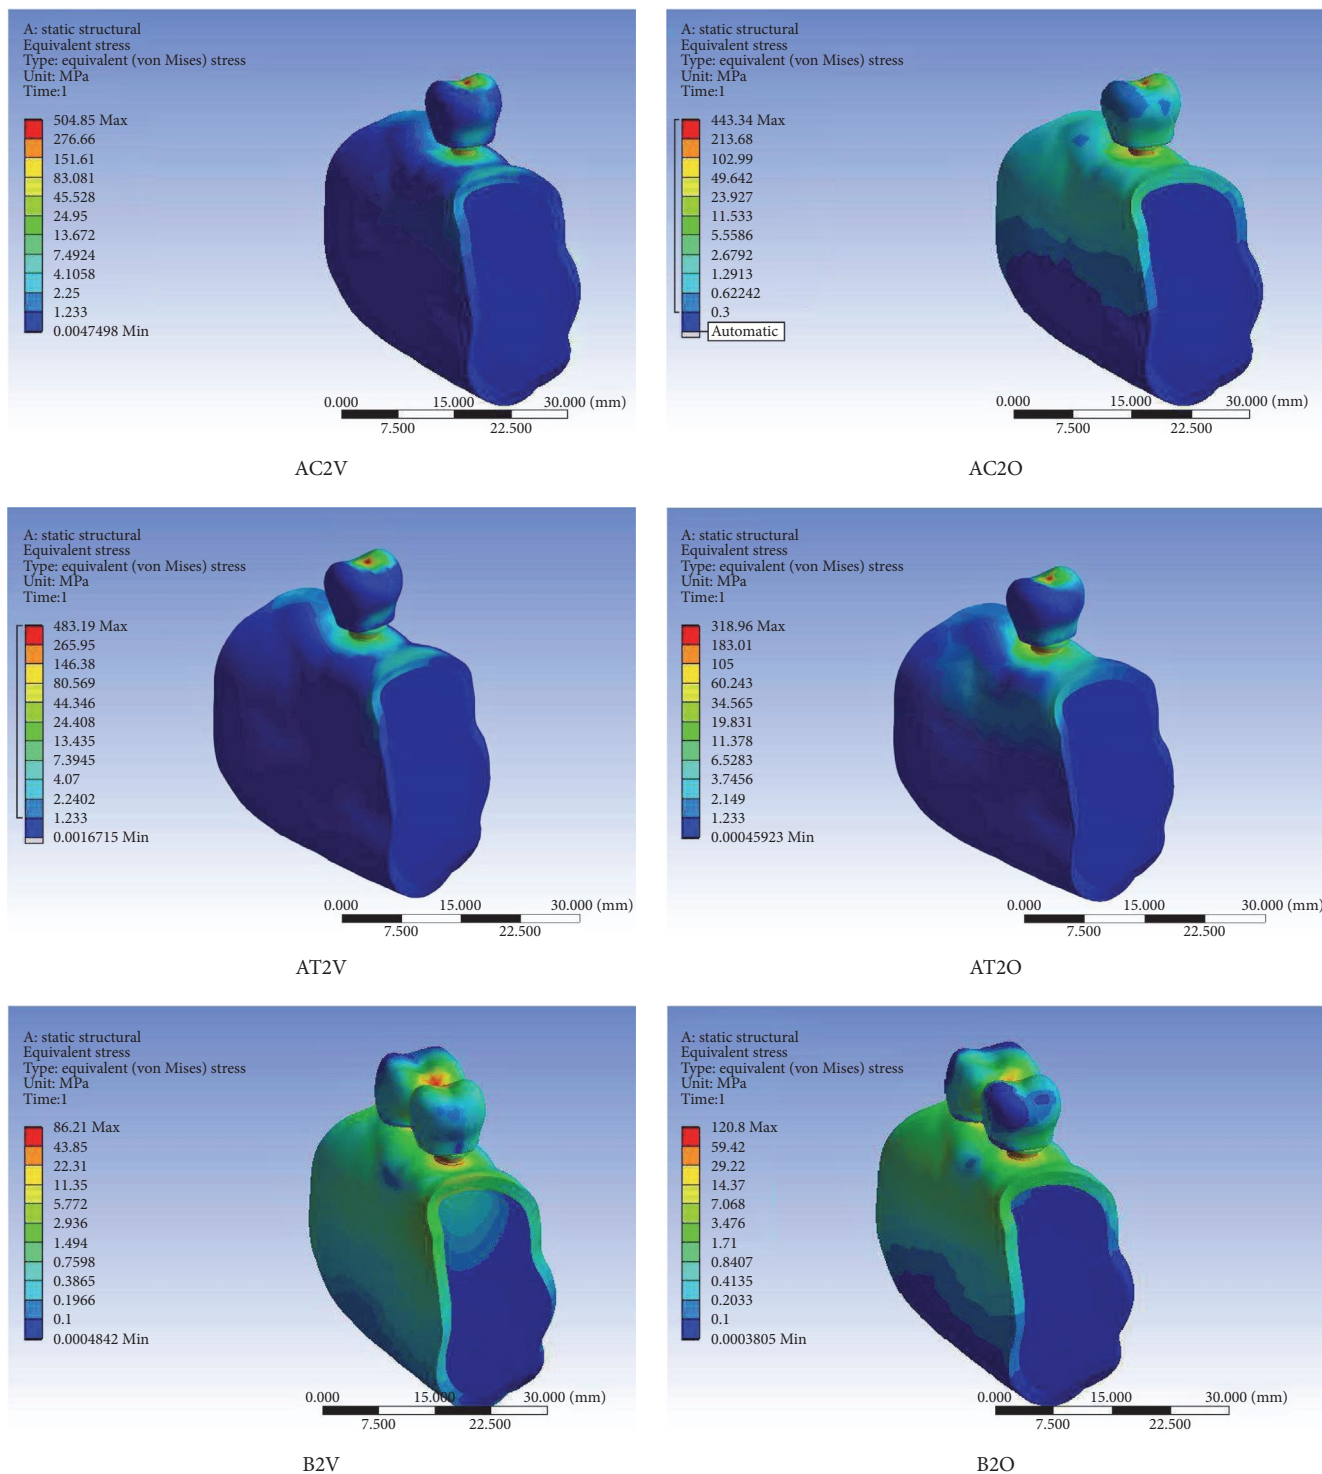 A: static structural
Equivalent stress
Type: equivalent (von Mises) stress
Unit: MPa
Time:1
504.85 Max
276.66
151.61
83.081
45.528
24.95
13.672
7.4924
4.1058
2.25
1.233
0.0047498 Min
0.000 15.000 30.000 (mm)
7.500 22.500
AC2V
A: static structural
Equivalent stress
Type: equivalent (von Mises) stress
Unit: MPa
Time:1
443.34 Max
213.68
102.99
49.642
23.927
11.533
5.5586
2.6792
1.2913
0.62242
0.3
Automatic
0.000 15.000 30.000 (mm)
7.500 22.500
AC2O
A: static structural
Equivalent stress
Type: equivalent (von Mises) stress
Unit: MPa
Time:1
483.19 Max
265.95
146.38
80.569
44.346
24.408
13.435
7.3945
4.07
2.2402
1.233
0.0016715 Min
0.000 15.000 30.000 (mm)
7.500 22.500
AT2V
A: static structural
Equivalent stress
Type: equivalent (von Mises) stress
Unit: MPa
Time:1
318.96 Max
183.01
105
60.243
34.565
19.831
11.378
6.5283
3.7456
2.149
1.233
0.00045923 Min
0.000 15.000 30.000 (mm)
7.500 22.500
AT2O
A: static structural
Equivalent stress
Type: equivalent (von Mises) stress
Unit: MPa
Time:1
86.21 Max
43.85
22.31
11.35
5.772
2.936
1.494
0.7598
0.3865
0.1966
0.1
0.0004842 Min
0.000 15.000 30.000 (mm)
7.500 22.500
B2V
A: static structural
Equivalent stress
Type: equivalent (von Mises) stress
Unit: MPa
Time:1
120.8 Max
59.42
29.22
14.37
7.068
3.476
1.71
0.8407
0.4135
0.2033
0.1
0.0003805 Min
0.000 15.000 30.000 (mm)
7.500 22.500
B2O